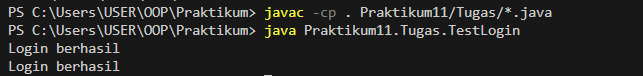 PS C:\Users\USER\OOP\Praktikum> javac -cp . Praktikum11/Tugas/*.java
PS C:\Users\USER\OOP\Praktikum> java Praktikum11.Tugas.TestLogin
Login berhasil
Login berhasil